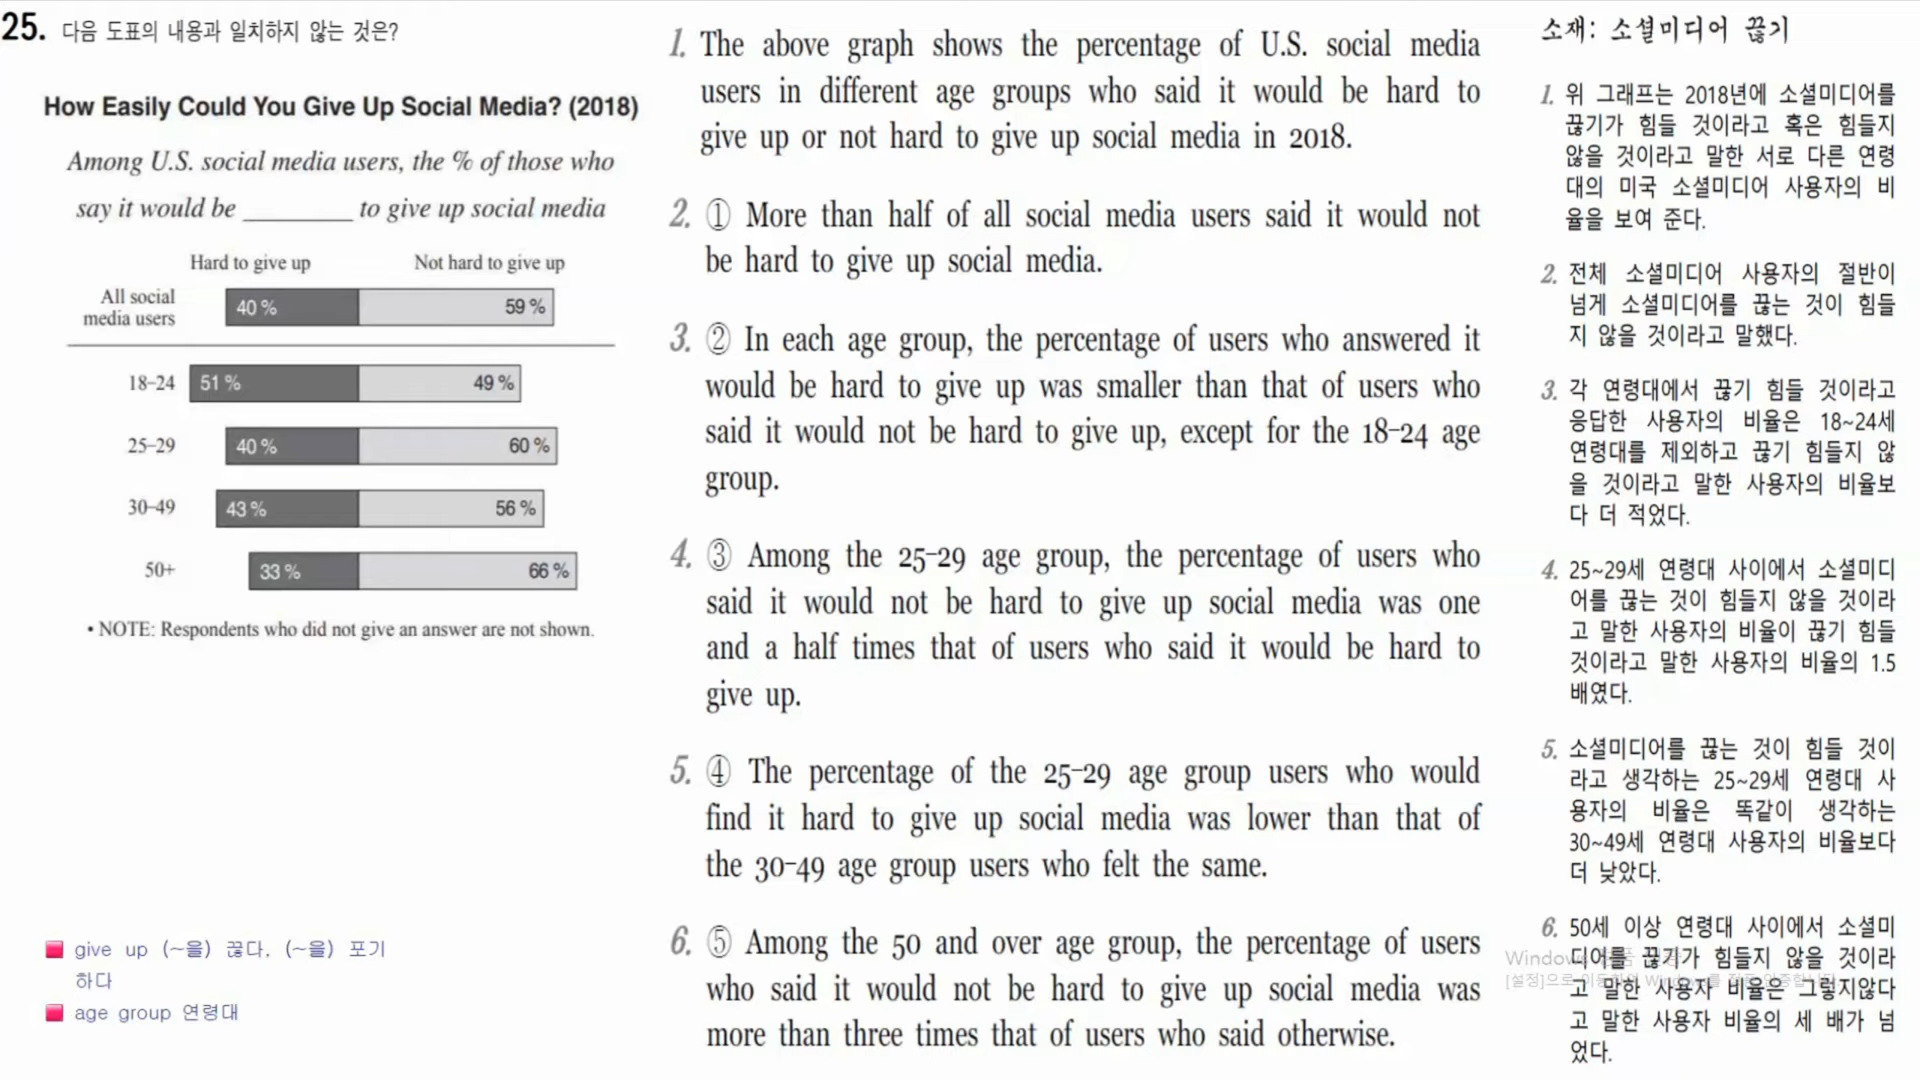 25. 다음 도표의 내용과 일치하지 않는 것은?
How Easily Could You Give Up Social Media? (2018)
Among U.S. social media users, the % of those who
say it would be ________ to give up social media
Hard to give up Not hard to give up
All social
media users
40 % 59 %
18–24 51 % 49 %
25–29 40 % 60 %
30–49 43 % 56 %
50+ 33 % 66 %
• NOTE: Respondents who did not give an answer are not shown.
give up (~을) 끊다, (~을) 포기
하다
age group 연령대
1. The above graph shows the percentage of U.S. social media
users in different age groups who said it would be hard to
give up or not hard to give up social media in 2018.
2. ① More than half of all social media users said it would not
be hard to give up social media.
3. ② In each age group, the percentage of users who answered it
would be hard to give up was smaller than that of users who
said it would not be hard to give up, except for the 18–24 age
group.
4. ③ Among the 25–29 age group, the percentage of users who
said it would not be hard to give up social media was one
and a half times that of users who said it would be hard to
give up.
5. ④ The percentage of the 25–29 age group users who would
find it hard to give up social media was lower than that of
the 30–49 age group users who felt the same.
6. ⑤ Among the 50 and over age group, the percentage of users
who said it would not be hard to give up social media was
more than three times that of users who said otherwise.
소재: 소셜미디어 끊기
1. 위 그래프는 2018년에 소셜미디어를
끊기가 힘들 것이라고 혹은 힘들지
않을 것이라고 말한 서로 다른 연령
대의 미국 소셜미디어 사용자의 비
율을 보여 준다.
2. 전체 소셜미디어 사용자의 절반이
넘게 소셜미디어를 끊는 것이 힘들
지 않을 것이라고 말했다.
3. 각 연령대에서 끊기 힘들 것이라고
응답한 사용자의 비율은 18~24세
연령대를 제외하고 끊기 힘들지 않
을 것이라고 말한 사용자의 비율보
다 더 적었다.
4. 25~29세 연령대 사이에서 소셜미디
어를 끊는 것이 힘들지 않을 것이라
고 말한 사용자의 비율이 끊기 힘들
것이라고 말한 사용자의 비율의 1.5
배였다.
5. 소셜미디어를 끊는 것이 힘들 것이
라고 생각하는 25~29세 연령대 사
용자의 비율은 똑같이 생각하는
30~49세 연령대 사용자의 비율보다
더 낮았다.
6. 50세 이상 연령대 사이에서 소셜미
디어를 끊기가 힘들지 않을 것이라
고 말한 사용자 비율은 그렇지않다
고 말한 사용자 비율의 세 배가 넘
었다.
Windows
[설정]으로 이동하여 Windows를 정품 인증합니다.